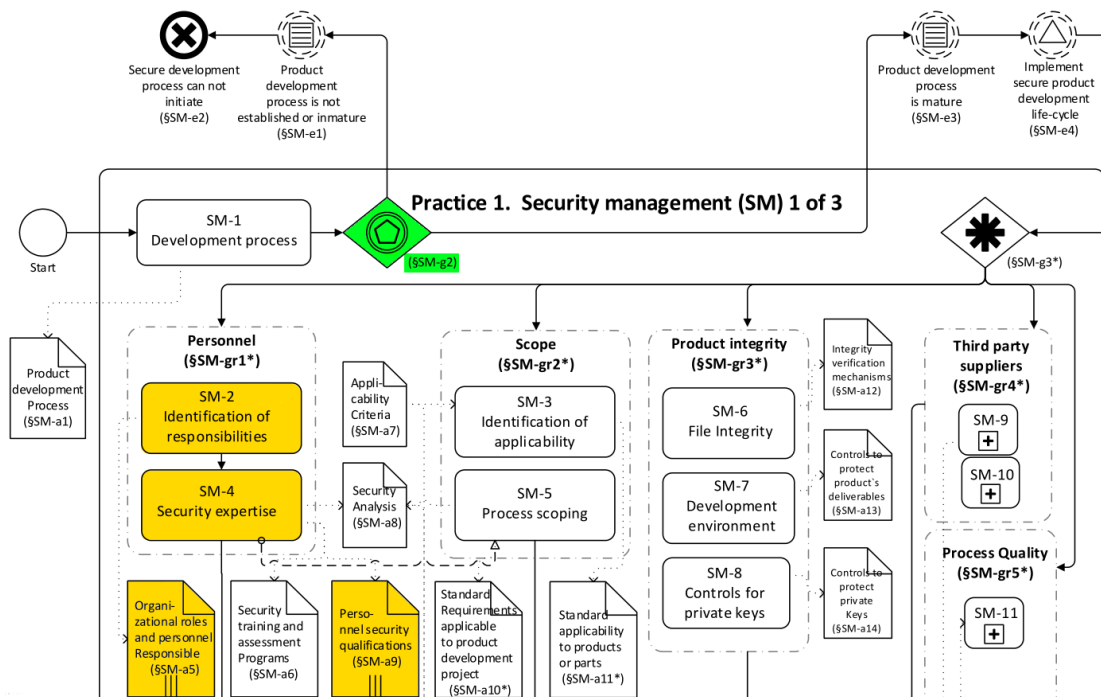 Secure development
process can not
initiate
(§SM-e2)
Product
development
process is not
established or inmature
(§SM-e1)
Product development
process
is mature
(§SM-e3)
Implement
secure product
development
life-cycle
(§SM-e4)
Practice 1. Security management (SM) 1 of 3
Start
SM-1
Development process
(§SM-g2)
(§SM-g3*)
Product
development
Process
(§SM-a1)
Personnel
(§SM-gr1*)
SM-2
Identification of
responsibilities
SM-4
Security expertise
Appli-
cability
Criteria
(§SM-a7)
Security
Analysis
(§SM-a8)
Scope
(§SM-gr2*)
SM-3
Identification of
applicability
SM-5
Process scoping
Product integrity
(§SM-gr3*)
SM-6
File Integrity
SM-7
Development
environment
SM-8
Controls for
private keys
Integrity
verification
mechanisms
(§SM-a12)
Controls to
protect
product`s
deliverables
(§SM-a13)
Controls to
protect
private
Keys
(§SM-a14)
Third party
suppliers
(§SM-gr4*)
SM-9
SM-10
Process Quality
(§SM-gr5*)
SM-11
Organi-
zational roles
and personnel
Responsible
(§SM-a5)
Security
training and
assessment
Programs
(§SM-a6)
Perso-
nnel security
qualifications
(§SM-a9)
Standard
Requirements
applicable
to product
development
project
(§SM-a10*)
Standard
applicability
to products
or parts
(§SM-a11*)